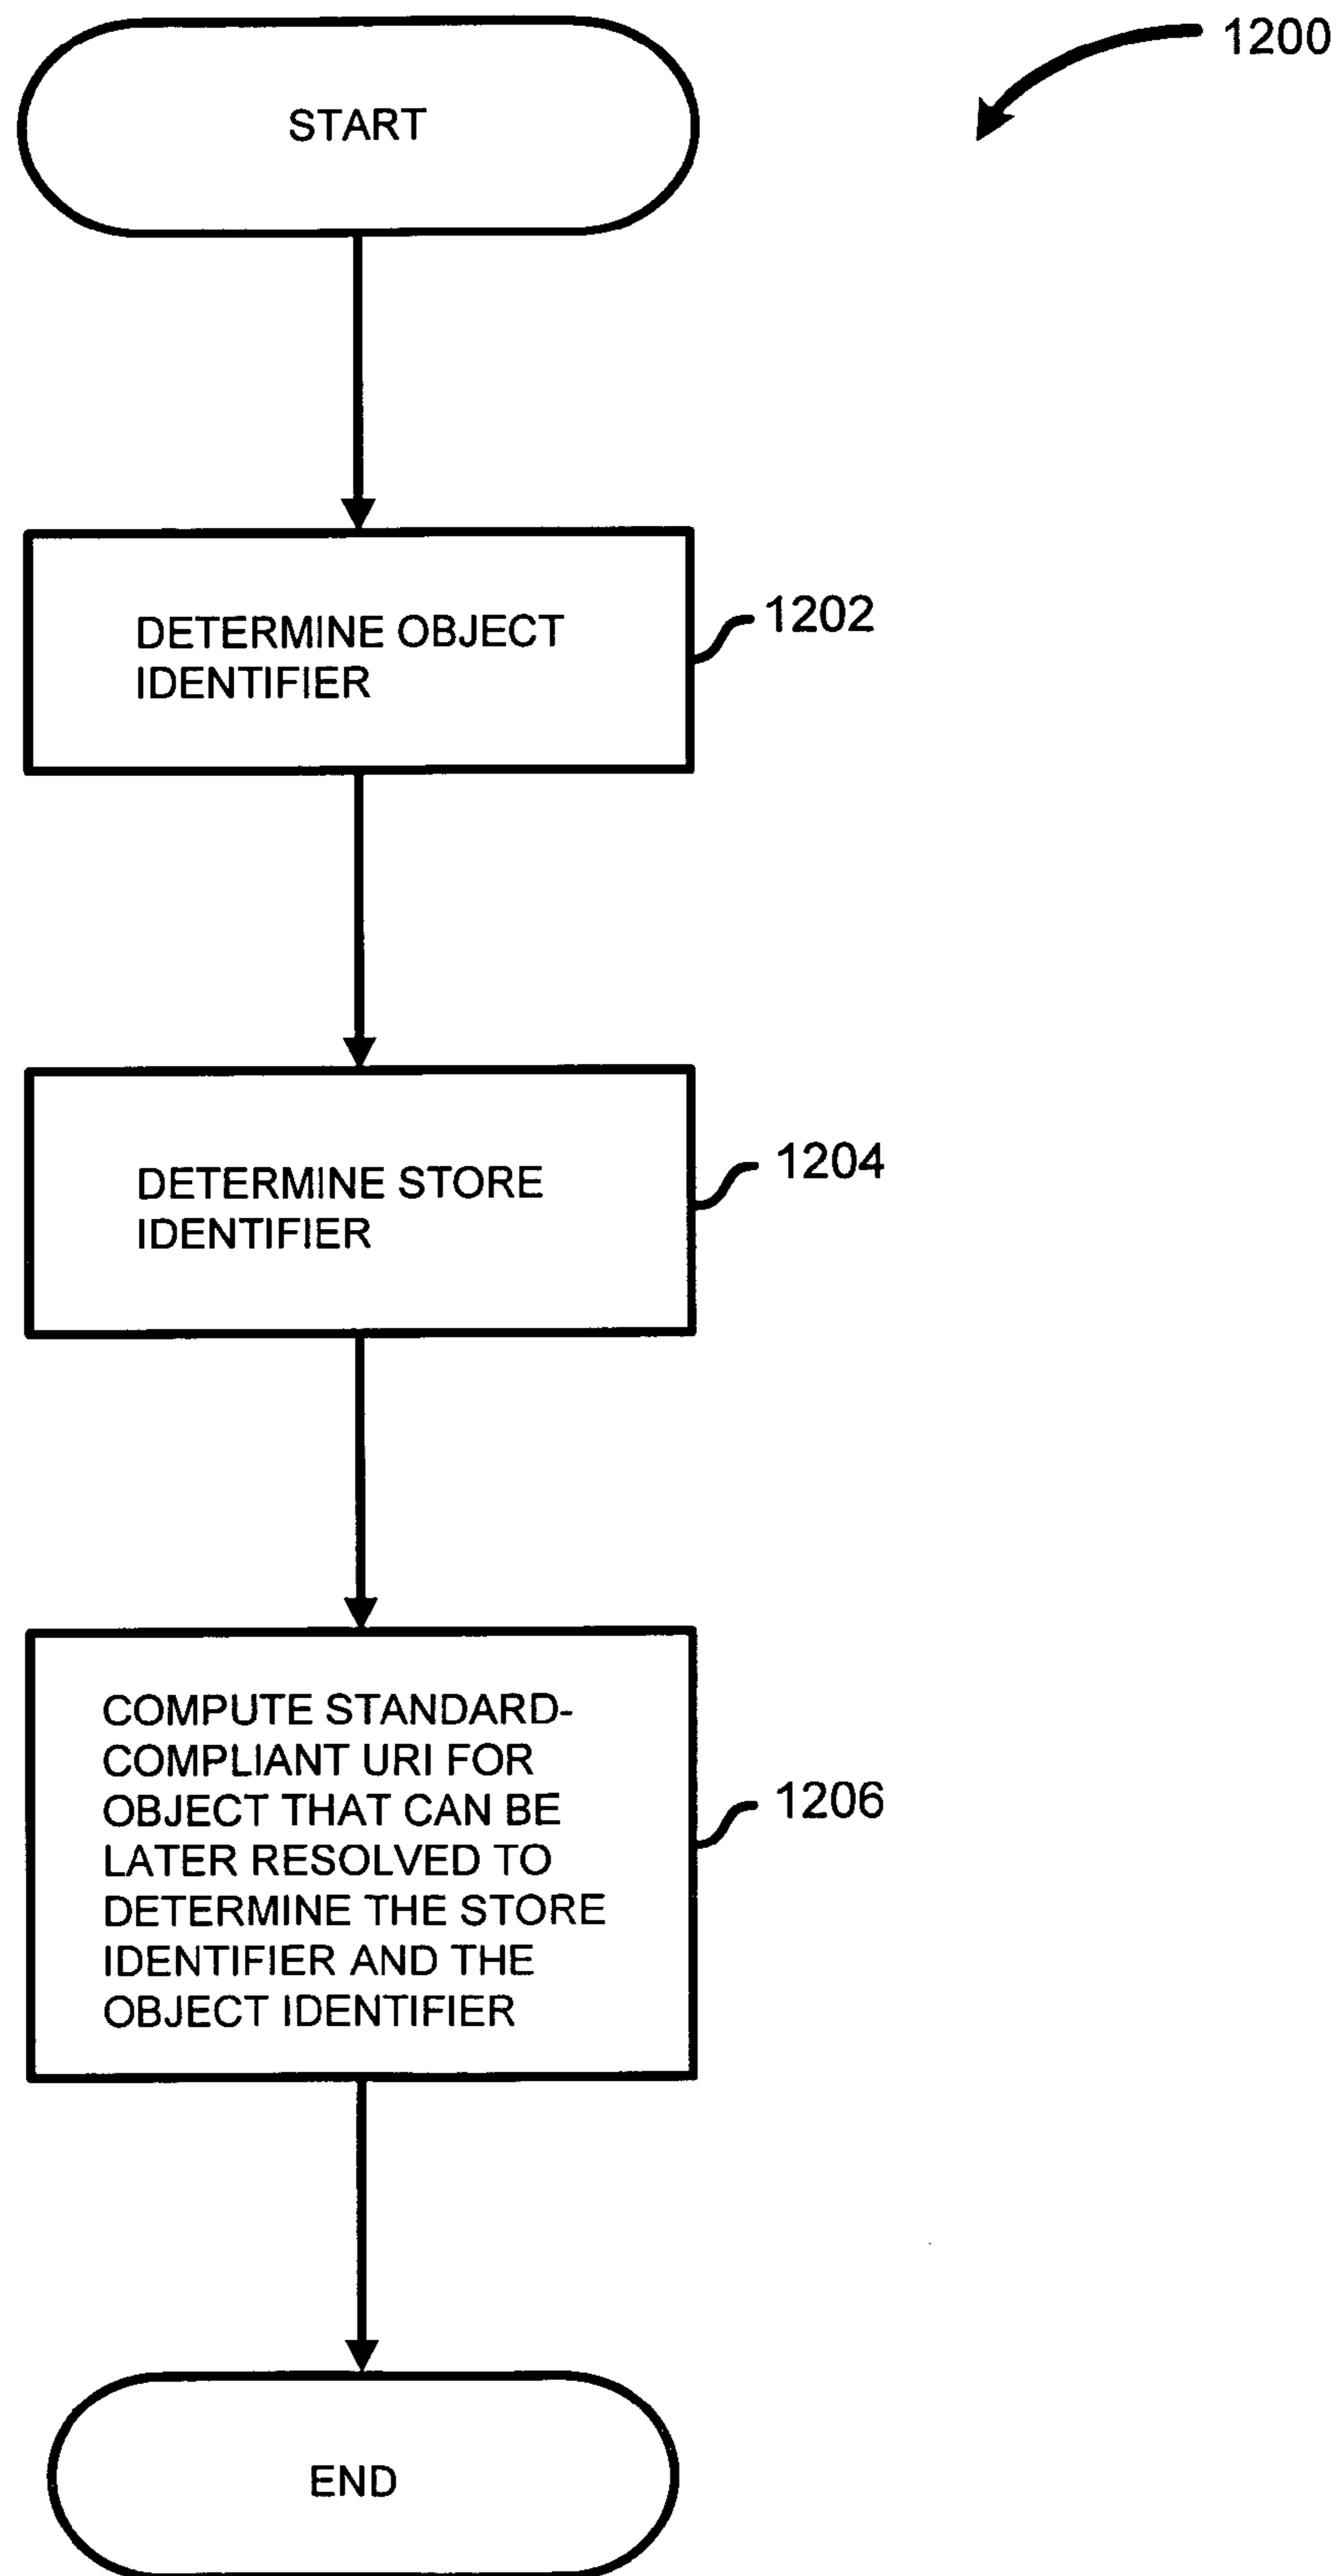 1200
START
DETERMINE OBJECT
IDENTIFIER
1202
DETERMINE STORE
IDENTIFIER
1204
COMPUTE STANDARD-
COMPLIANT URI FOR
OBJECT THAT CAN BE
LATER RESOLVED TO
DETERMINE THE STORE
IDENTIFIER AND THE
OBJECT IDENTIFIER
1206
END